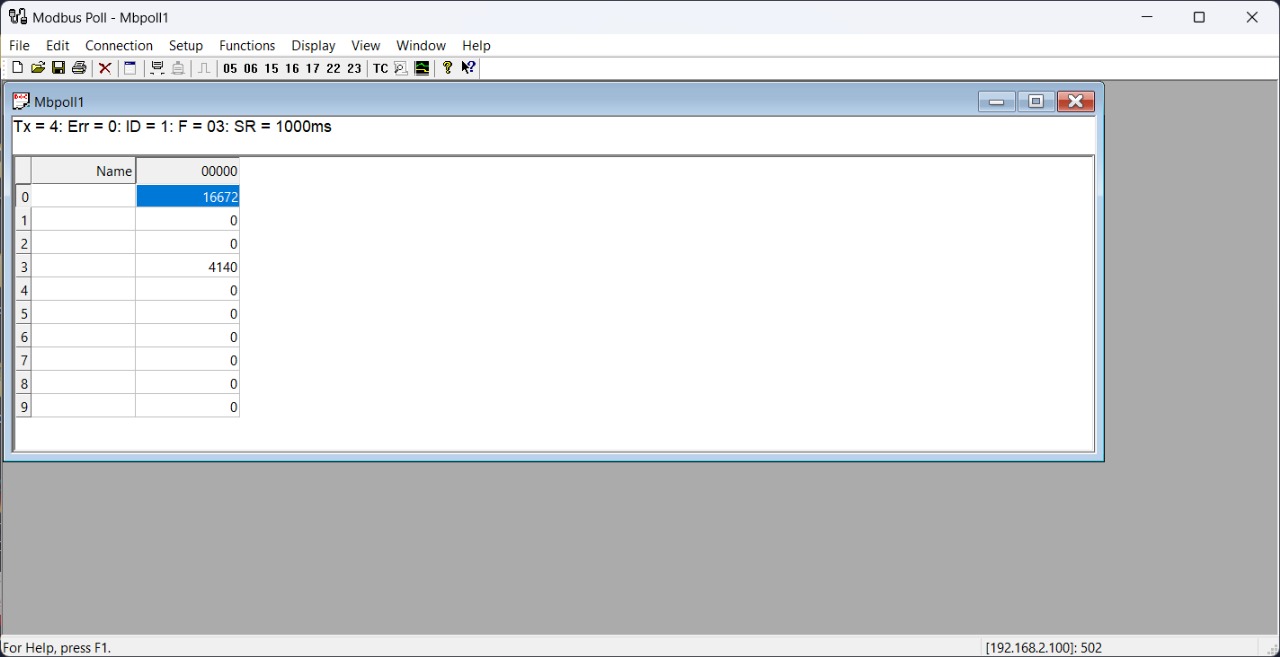 Modbus Poll - Mbpoll1
File Edit Connection Setup Functions Display View Window Help
05 06 15 16 17 22 23 TC
Mbpoll1
Tx = 4: Err = 0: ID = 1: F = 03: SR = 1000ms
Name 00000
0 16672
1 0
2 0
3 4140
4 0
5 0
6 0
7 0
8 0
9 0
For Help, press F1. [192.168.2.100]: 502